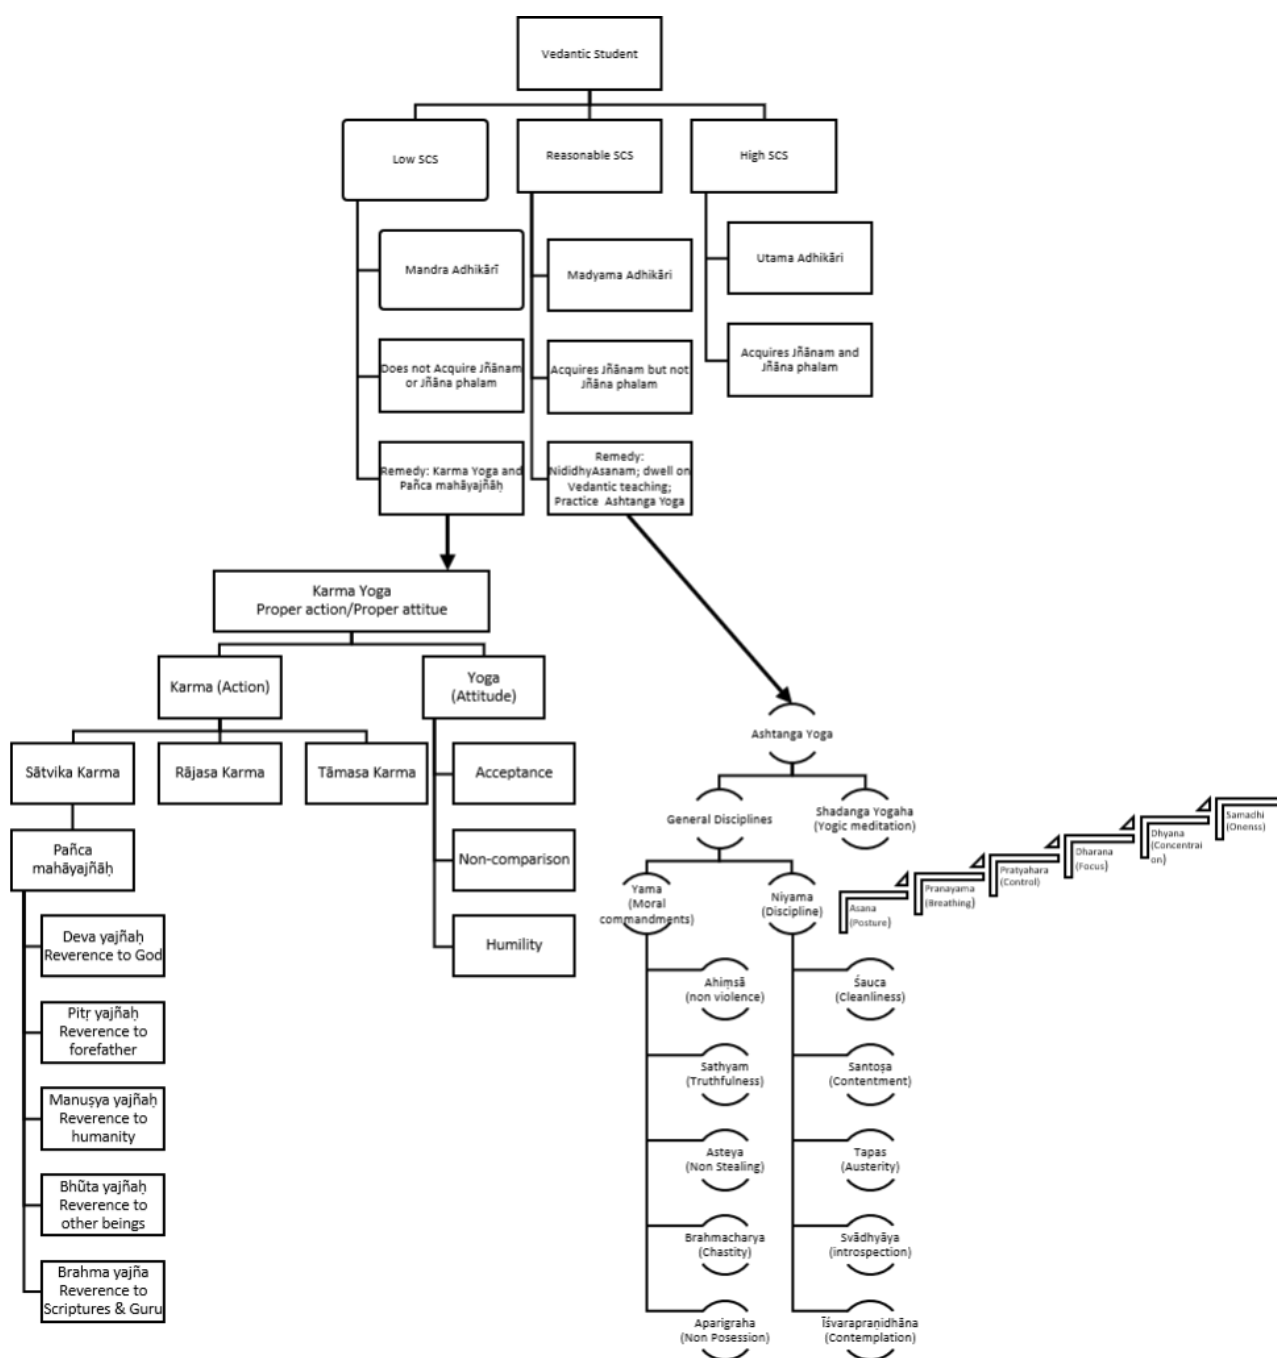 Vedantic Student
Low SCS
Reasonable SCS
High SCS
Mandra Adhikārī
Madyama Adhikāri
Utama Adhikāri
Does not Acquire Jñānam
or Jñāna phalam
Acquires Jñānam but not
Jñāna phalam
Acquires Jñānam and
Jñāna phalam
Remedy: Karma Yoga and
Pañca mahāyajñāḥ
Remedy:
NididhyAsanam; dwell on
Vedantic teaching;
Practice Ashtanga Yoga
Karma Yoga
Proper action/Proper attitue
Karma (Action)
Yoga
(Attitude)
Sātvika Karma
Rājasa Karma
Tāmasa Karma
Acceptance
Non-comparison
Humility
Pañca
mahāyajñāḥ
Deva yajñaḥ
Reverence to God
Pitṛ yajñaḥ
Reverence to
forefather
Manuṣya yajñaḥ
Reverence to
humanity
Bhũta yajñaḥ
Reverence to
other beings
Brahma yajña
Reverence to
Scriptures & Guru
Ashtanga Yoga
General Disciplines
Shadanga Yogaha
(Yogic meditation)
Yama
(Moral
commandments)
Niyama
(Discipline)
Ahiṃsā
(non violence)
Sathyam
(Truthfulness)
Asteya
(Non Stealing)
Brahmacharya
(Chastity)
Aparigraha
(Non Posession)
Śauca
(Cleanliness)
Santoṣa
(Contentment)
Tapas
(Austerity)
Svādhyāya
(introspection)
Īśvarapraṇidhāna
(Contemplation)
Asana
(Posture)
Pranayama
(Breathing)
Pratyahara
(Control)
Dharana
(Focus)
Dhyana
(Concentrai
on)
Samadhi
(Onenss)